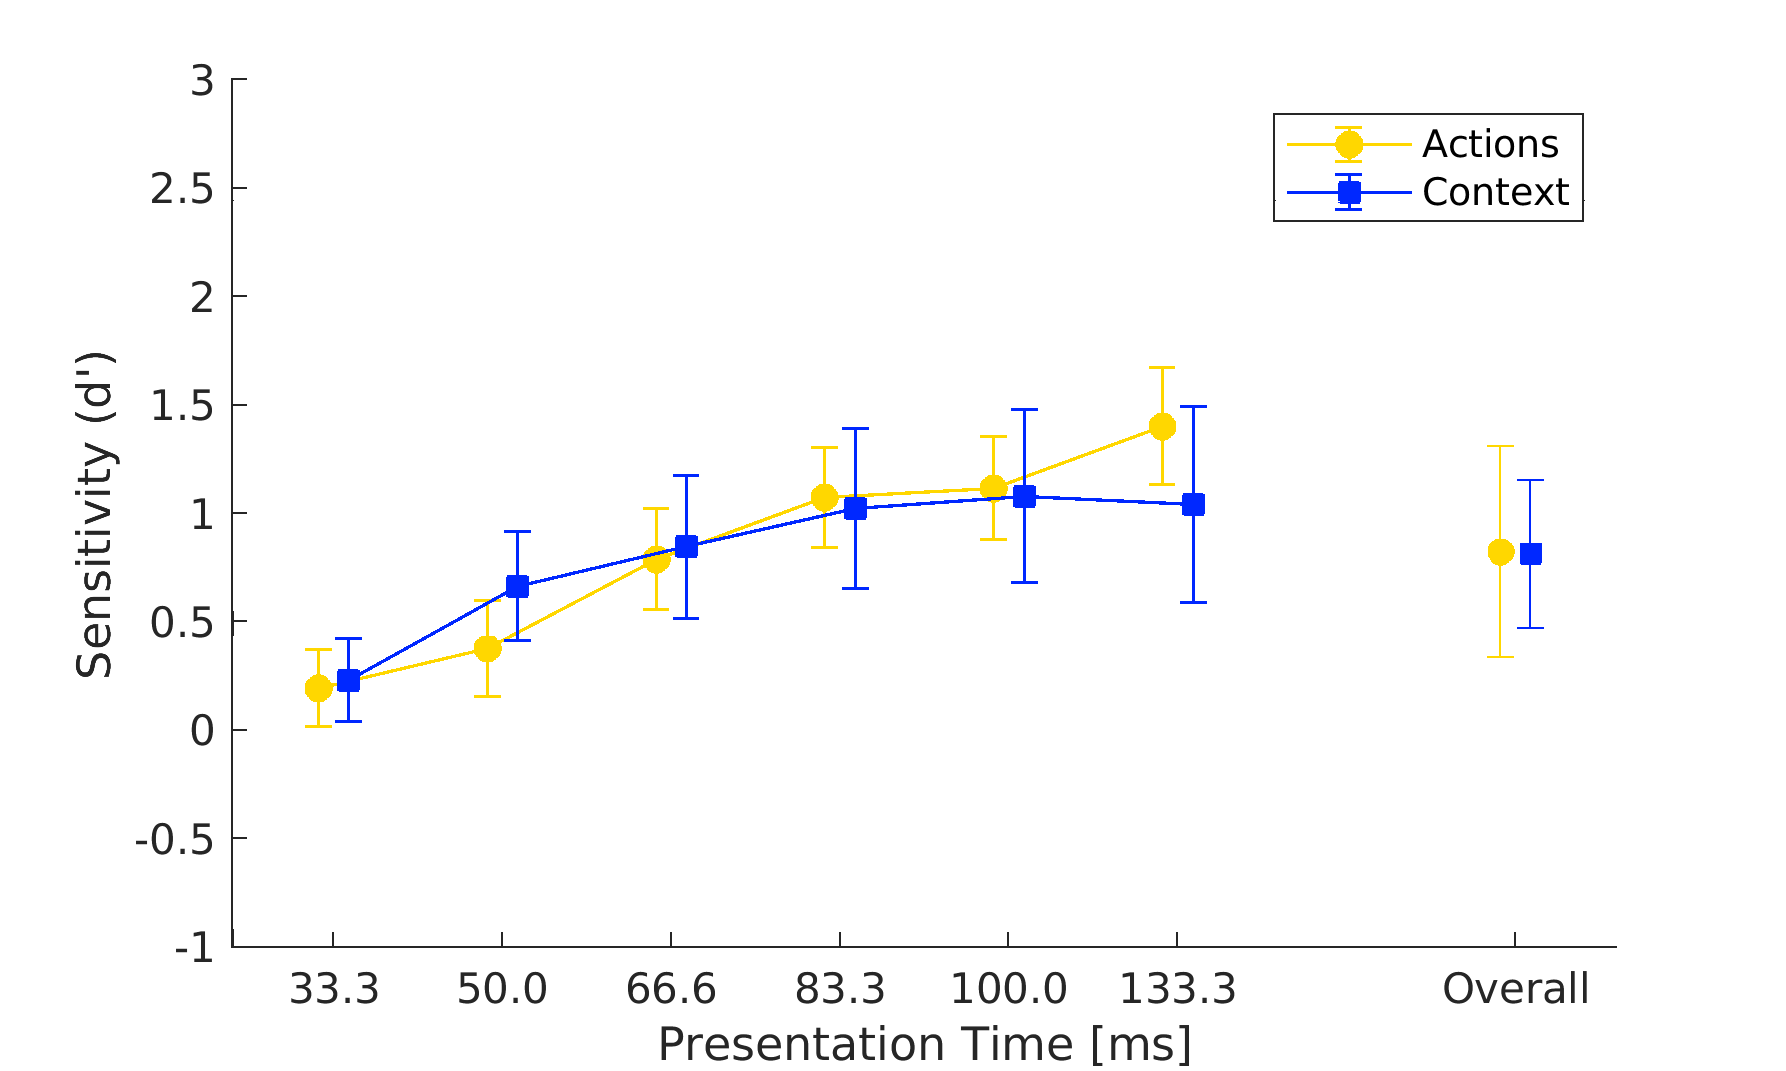 3
2.5
2
1.5
1
0.5
0
-0.5
-1
Sensitivity (d')
Actions
Context
33.3 50.0 66.6 83.3 100.0 133.3 Overall
Presentation Time [ms]